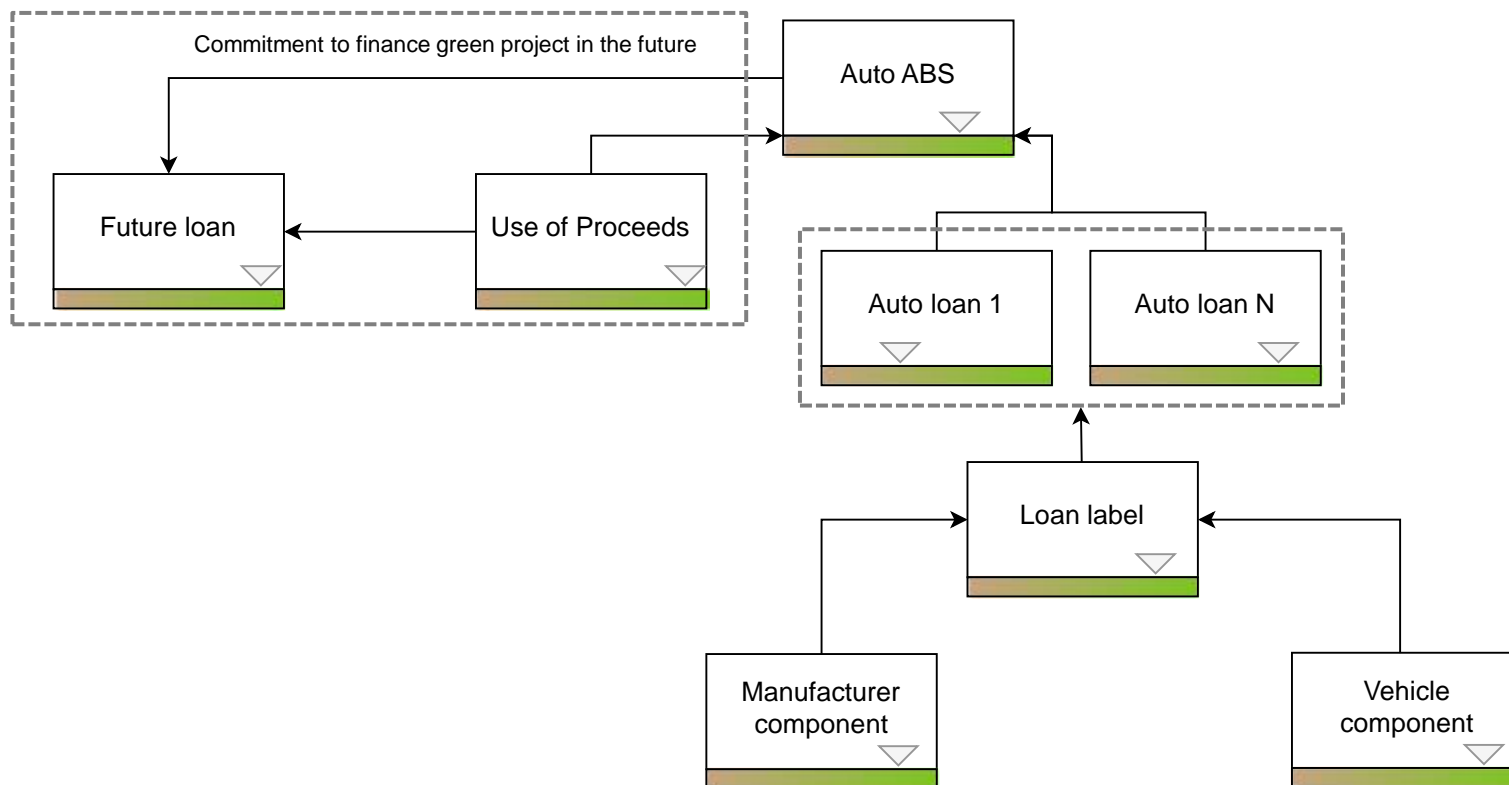 Commitment to finance green project in the future
Auto ABS
Future loan
Use of Proceeds
Auto loan 1
Auto loan N
Loan label
Manufacturer
component
Vehicle
component